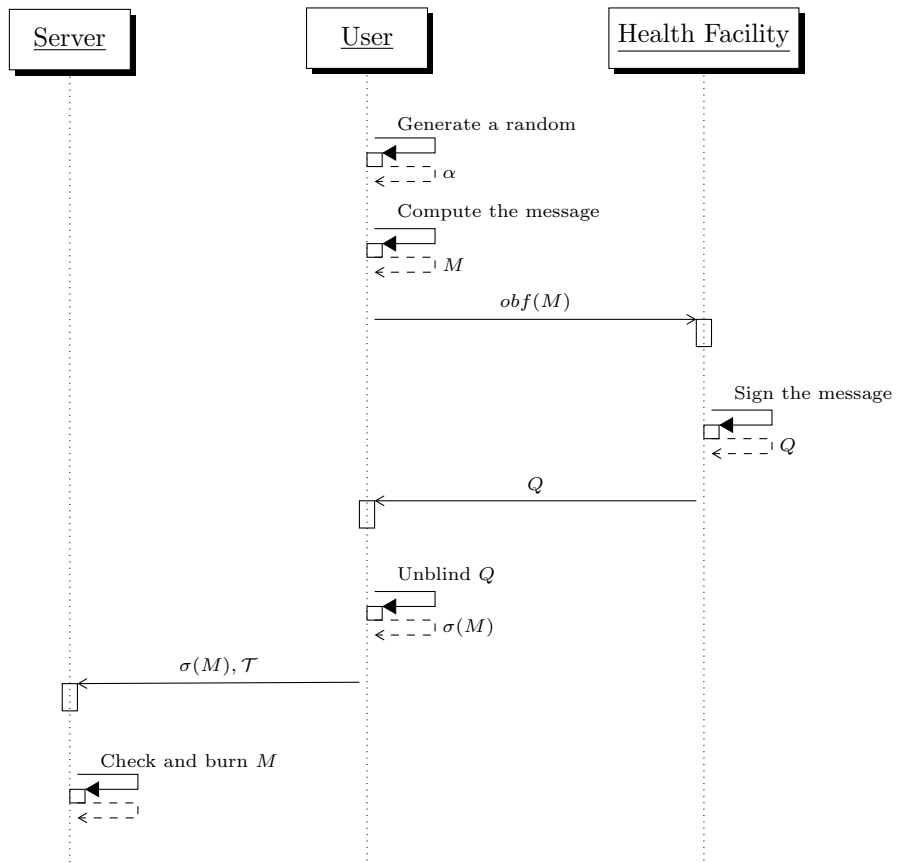 Server
User
Health Facility
Generate a random
α
Compute the message
M
obf(M)
Sign the message
Q
Q
Unblind Q
σ(M)
σ(M), 𝒯
Check and burn M